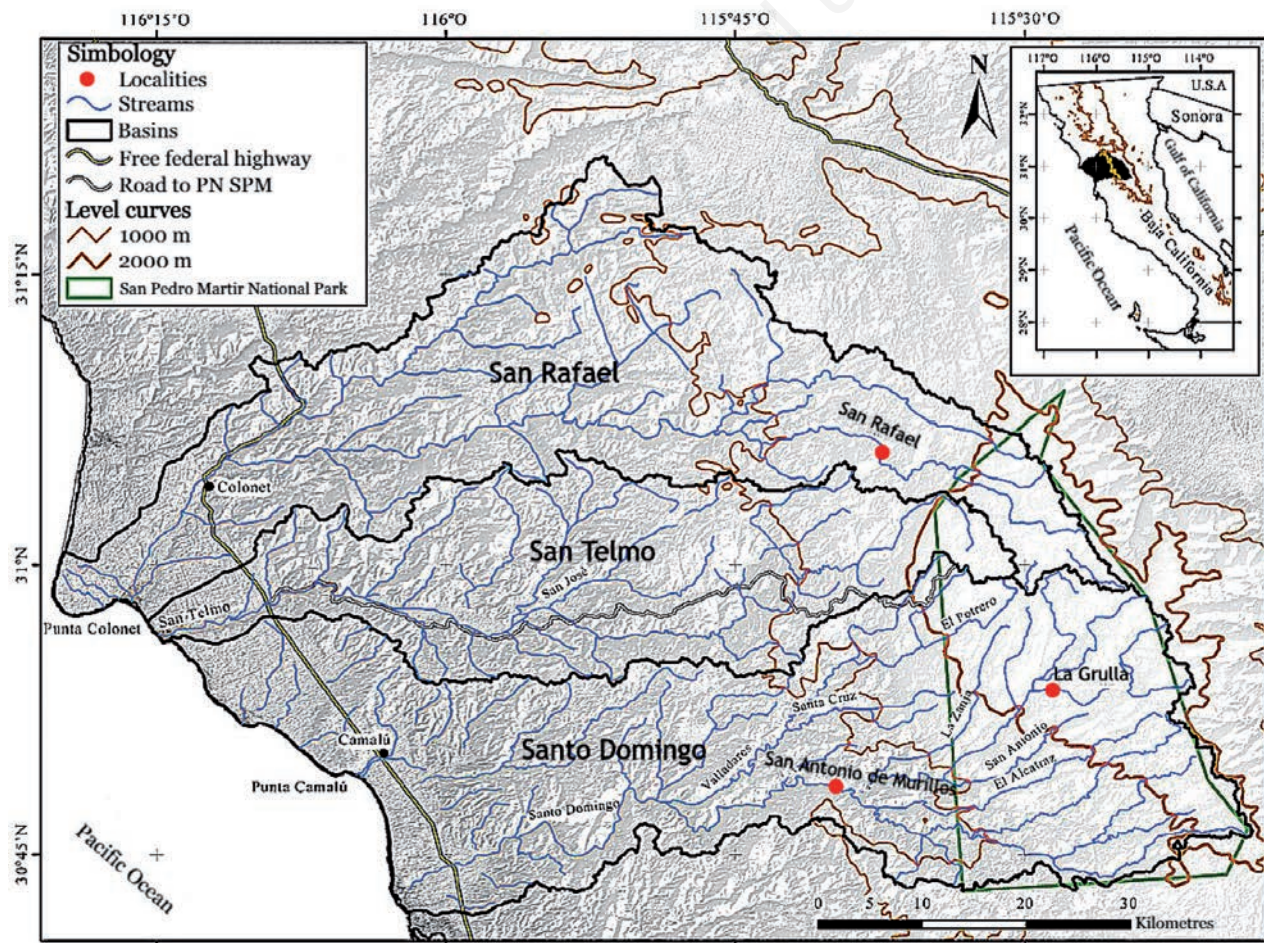 116°15'O
116°O
115°45'O
115°30'O
Simbology
Localities
Streams
Basins
Free federal highway
Road to PN SPM
Level curves
1000 m
2000 m
San Pedro Martir National Park
N
117°O
116°O
115°O
114°O
U.S.A
Sonora
Gulf of California
Baja California
Pacific Ocean
32°N
31°N
30°N
29°N
28°N
31°15'N
31°N
30°45'N
San Rafael
San Rafael
Colonet
San Telmo
San José
San Telmo
Punta Colonet
El Potrero
La Grulla
Santa Cruz
La Zanja
San Antonio
El Alcatraz
Camalú
Santo Domingo
Valladares
San Antonio de Murillos
Punta Camalú
Santo Domingo
Pacific Ocean
0 5 10 20 30
Kilometres